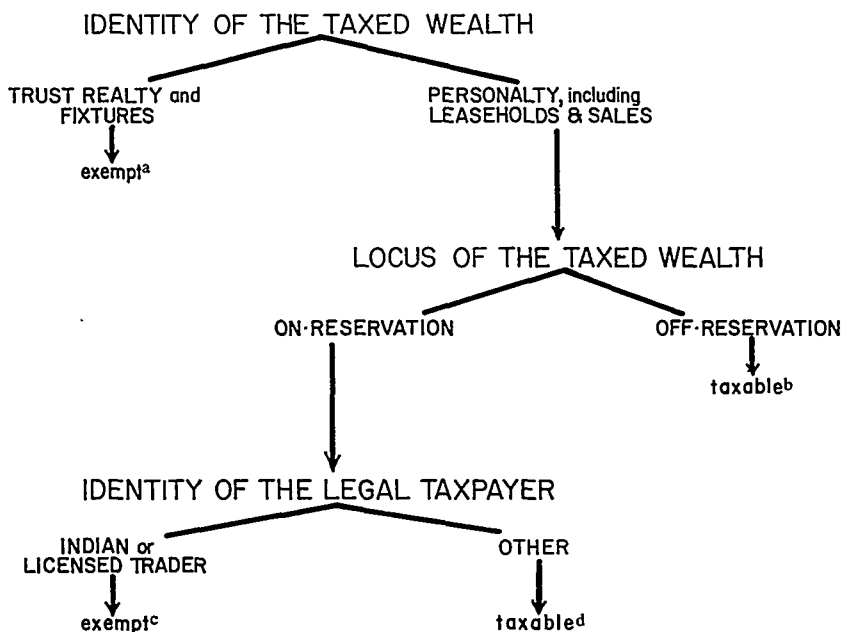 IDENTITY OF THE TAXED WEALTH
TRUST REALTY and
FIXTURES
exemptᵃ
PERSONALTY, including
LEASEHOLDS & SALES
LOCUS OF THE TAXED WEALTH
ON-RESERVATION
OFF-RESERVATION
taxableᵇ
IDENTITY OF THE LEGAL TAXPAYER
INDIAN or
LICENSED TRADER
exemptᶜ
OTHER
taxableᵈ